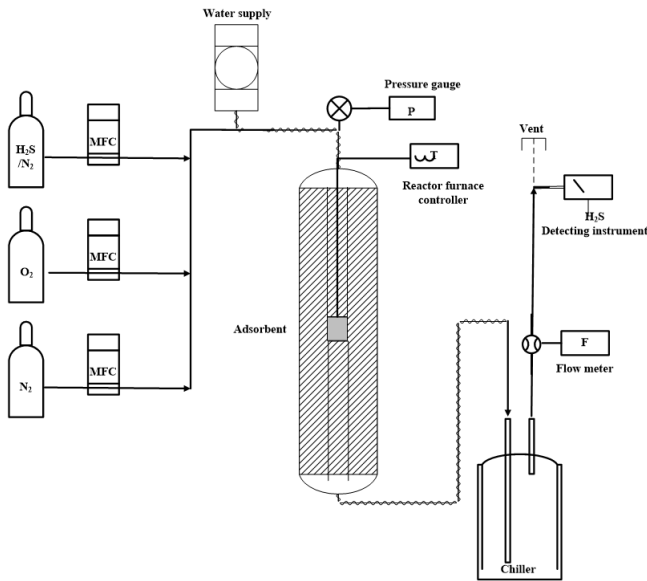 Water supply
Pressure gauge
P
MFC
H₂S
/N₂
T
Reactor furnace
controller
Vent
H₂S
Detecting instrument
MFC
O₂
Adsorbent
F
Flow meter
MFC
N₂
Chiller